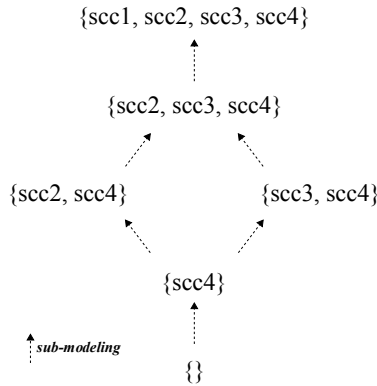 {scc1, scc2, scc3, scc4}
{scc2, scc3, scc4}
{scc2, scc4}
{scc3, scc4}
{scc4}
sub-modeling
{}